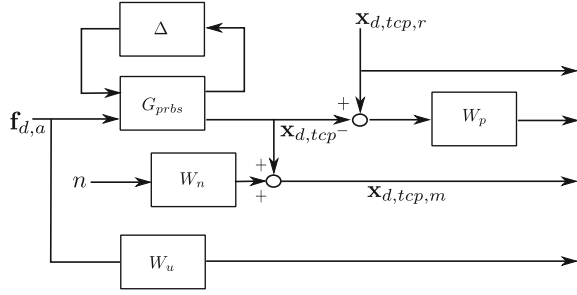 Δ
x_{d,tcp,r}
G_{prbs}
+
f_{d,a}
x_{d,tcp}
−
W_p
n
W_n
+
+
x_{d,tcp,m}
W_u